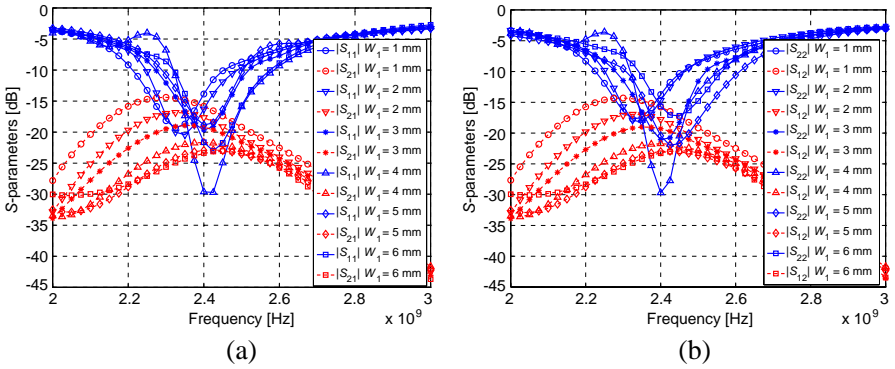 0
-5
-10
-15
-20
-25
-30
-35
-40
-45
S-parameters [dB]
2
2.2
2.4
2.6
3
Frequency [Hz]
x 10^9
|S11| W1 = 1 mm
|S21| W1 = 1 mm
|S11| W1 = 2 mm
|S21| W1 = 2 mm
|S11| W1 = 3 mm
|S21| W1 = 3 mm
|S11| W1 = 4 mm
|S21| W1 = 4 mm
|S11| W1 = 5 mm
|S21| W1 = 5 mm
|S11| W1 = 6 mm
|S21| W1 = 6 mm
(a)
0
-5
-10
-15
-20
-25
-30
-35
-40
-45
S-parameters [dB]
2
2.2
2.4
2.6
2.8
3
Frequency [Hz]
x 10^9
|S22| W1 = 1 mm
|S12| W1 = 1 mm
|S22| W1 = 2 mm
|S12| W1 = 2 mm
|S22| W1 = 3 mm
|S12| W1 = 3 mm
|S22| W1 = 4 mm
|S12| W1 = 4 mm
|S22| W1 = 5 mm
|S12| W1 = 5 mm
|S22| W1 = 6 mm
|S12| W1 = 6 mm
(b)